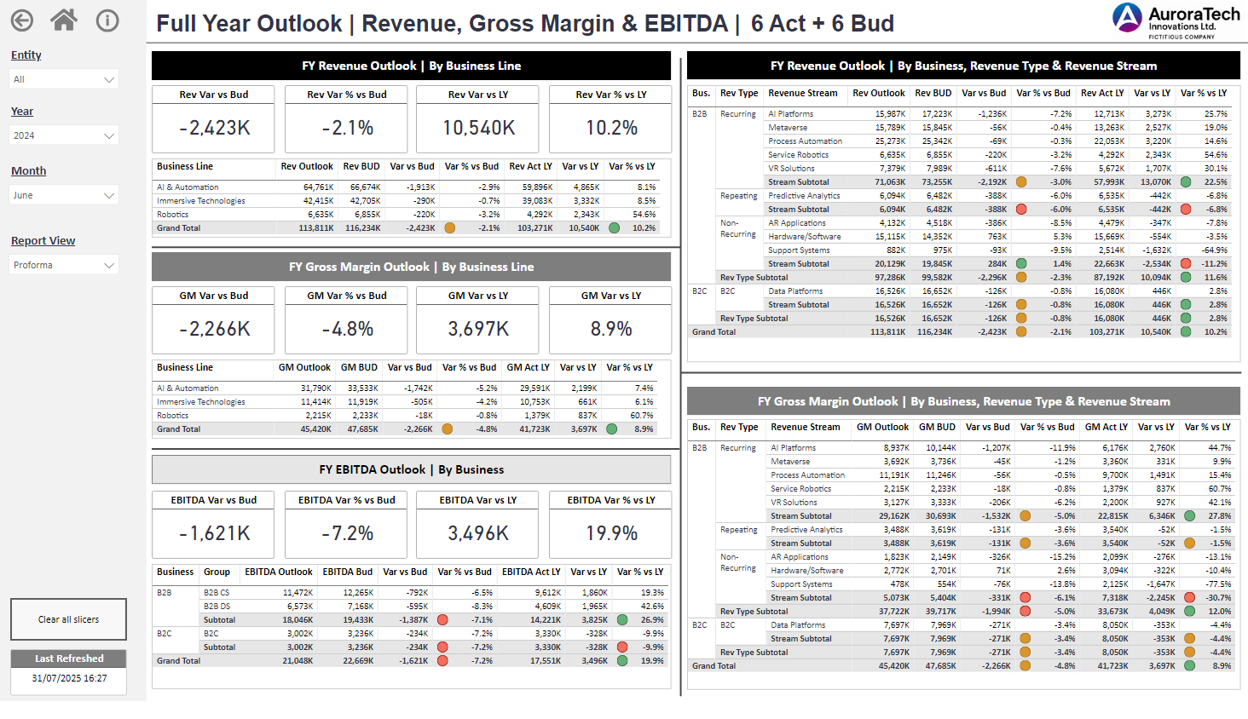 Full Year Outlook | Revenue, Gross Margin & EBITDA | 6 Act + 6 Bud
AuroraTech
Innovations Ltd.
FICTITIOUS COMPANY
Entity
All
Year
2024
Month
June
Report View
Proforma
Clear all slicers
Last Refreshed
31/07/2025 16:27
FY Revenue Outlook | By Business Line
Rev Var vs Bud Rev Var % vs Bud Rev Var vs LY Rev Var % vs LY
-2,423K -2.1% 10,540K 10.2%
Business Line Rev Outlook Rev BUD Var vs Bud Var % vs Bud Rev Act LY Var vs LY Var % vs LY
AI & Automation 64,761K 66,674K -1,913K -2.9% 59,896K 4,865K 8.1%
Immersive Technologies 42,415K 42,705K -290K -0.7% 39,083K 3,332K 8.5%
Robotics 6,635K 6,855K -220K -3.2% 4,292K 2,343K 54.6%
Grand Total 113,811K 116,234K -2,423K -2.1% 103,271K 10,540K 10.2%
FY Gross Margin Outlook | By Business Line
GM Var vs Bud GM Var % vs Bud GM Var vs LY GM Var vs LY
-2,266K -4.8% 3,697K 8.9%
Business Line GM Outlook GM BUD Var vs Bud Var % vs Bud GM Act LY Var vs LY Var % vs LY
AI & Automation 31,790K 33,533K -1,742K -5.2% 29,591K 2,199K 7.4%
Immersive Technologies 11,414K 11,919K -505K -4.2% 10,753K 661K 6.1%
Robotics 2,215K 2,233K -18K -0.8% 1,379K 837K 60.7%
Grand Total 45,420K 47,685K -2,266K -4.8% 41,723K 3,697K 8.9%
FY EBITDA Outlook | By Business
EBITDA Var vs Bud EBITDA Var % vs Bud EBITDA Var vs LY EBITDA Var % vs LY
-1,621K -7.2% 3,496K 19.9%
Business Group EBITDA Outlook EBITDA Bud Var vs Bud Var % vs Bud EBITDA Act LY Var vs LY Var % vs LY
B2B B2B CS 11,472K 12,265K -792K -6.5% 9,612K 1,860K 19.3%
B2B DS 6,573K 7,168K -595K -8.3% 4,609K 1,965K 42.6%
Subtotal 18,046K 19,433K -1,387K -7.1% 14,221K 3,825K 26.9%
B2C B2C 3,002K 3,236K -234K -7.2% 3,330K -328K -9.9%
Subtotal 3,002K 3,236K -234K -7.2% 3,330K -328K -9.9%
Grand Total 21,048K 22,669K -1,621K -7.2% 17,551K 3,496K 19.9%
FY Revenue Outlook | By Business, Revenue Type & Revenue Stream
Bus. Rev Type Revenue Stream Rev Outlook Rev BUD Var vs Bud Var % vs Bud Rev Act LY Var vs LY Var % vs LY
B2B Recurring AI Platforms 15,987K 17,223K -1,236K -7.2% 12,713K 3,273K 25.7%
Metaverse 15,789K 15,845K -56K -0.4% 13,263K 2,527K 19.0%
Process Automation 25,273K 25,342K -69K -0.3% 22,053K 3,220K 14.6%
Service Robotics 6,635K 6,855K -220K -3.2% 4,292K 2,343K 54.6%
VR Solutions 7,379K 7,989K -611K -7.6% 5,672K 1,707K 30.1%
Stream Subtotal 71,063K 73,255K -2,192K -3.0% 57,993K 13,070K 22.5%
Repeating Predictive Analytics 6,094K 6,482K -388K -6.0% 6,535K -442K -6.8%
Stream Subtotal 6,094K 6,482K -388K -6.0% 6,535K -442K -6.8%
Non-Recurring AR Applications 4,132K 4,518K -386K -8.5% 4,479K -347K -7.8%
Hardware/Software 15,115K 14,352K 763K 5.3% 15,669K -554K -3.5%
Support Systems 882K 975K -93K -9.5% 2,514K -1,632K -64.9%
Stream Subtotal 20,129K 19,845K 284K 1.4% 22,663K -2,534K -11.2%
Rev Type Subtotal 97,286K 99,582K -2,296K -2.3% 87,192K 10,094K 11.6%
B2C B2C Data Platforms 16,526K 16,652K -126K -0.8% 16,080K 446K 2.8%
Stream Subtotal 16,526K 16,652K -126K -0.8% 16,080K 446K 2.8%
Rev Type Subtotal 16,526K 16,652K -126K -0.8% 16,080K 446K 2.8%
Grand Total 113,811K 116,234K -2,423K -2.1% 103,271K 10,540K 10.2%
FY Gross Margin Outlook | By Business, Revenue Type & Revenue Stream
Bus. Rev Type Revenue Stream GM Outlook GM BUD Var vs Bud Var % vs Bud GM Act LY Var vs LY Var % vs LY
B2B Recurring AI Platforms 8,937K 10,144K -1,207K -11.9% 6,176K 2,760K 44.7%
Metaverse 3,692K 3,736K -45K -1.2% 3,360K 331K 9.9%
Process Automation 11,191K 11,246K -56K -0.5% 9,700K 1,491K 15.4%
Service Robotics 2,215K 2,233K -18K -0.8% 1,379K 837K 60.7%
VR Solutions 3,127K 3,333K -206K -6.2% 2,200K 927K 42.1%
Stream Subtotal 29,162K 30,693K -1,532K -5.0% 22,815K 6,346K 27.8%
Repeating Predictive Analytics 3,488K 3,619K -131K -3.6% 3,540K -52K -1.5%
Stream Subtotal 3,488K 3,619K -131K -3.6% 3,540K -52K -1.5%
Non-Recurring AR Applications 1,823K 2,149K -326K -15.2% 2,099K -276K -13.1%
Hardware/Software 2,772K 2,701K 71K 2.6% 3,094K -322K -10.4%
Support Systems 478K 554K -76K -13.8% 2,125K -1,647K -77.5%
Stream Subtotal 5,073K 5,404K -331K -6.1% 7,318K -2,245K -30.7%
Rev Type Subtotal 37,722K 39,717K -1,994K -5.0% 33,673K 4,049K 12.0%
B2C B2C Data Platforms 7,697K 7,969K -271K -3.4% 8,050K -353K -4.4%
Stream Subtotal 7,697K 7,969K -271K -3.4% 8,050K -353K -4.4%
Rev Type Subtotal 7,697K 7,969K -271K -3.4% 8,050K -353K -4.4%
Grand Total 45,420K 47,685K -2,266K -4.8% 41,723K 3,697K 8.9%